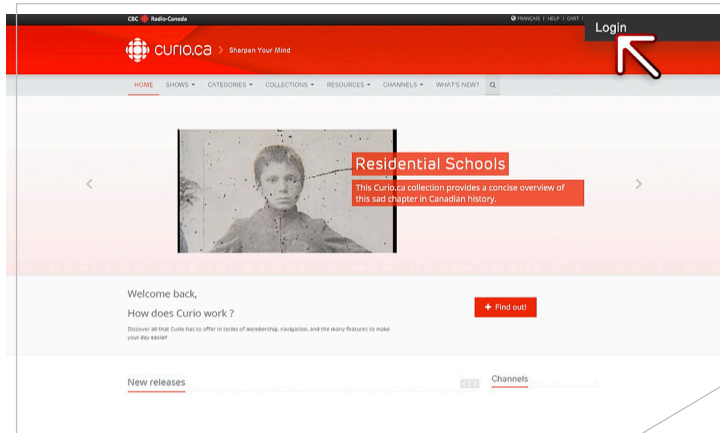 CBC Radio-Canada
FRANÇAIS | HELP | CART |
Login
curio.ca > Sharpen Your Mind
HOME SHOWS CATEGORIES COLLECTIONS RESOURCES CHANNELS WHAT'S NEW?
Residential Schools
This Curio.ca collection provides a concise overview of
this sad chapter in Canadian history.
Welcome back,
How does Curio work ?
+ Find out!
Discover all that Curio has to offer in terms of membership, navigation, and the many features to make
your day easier!
New releases
Channels